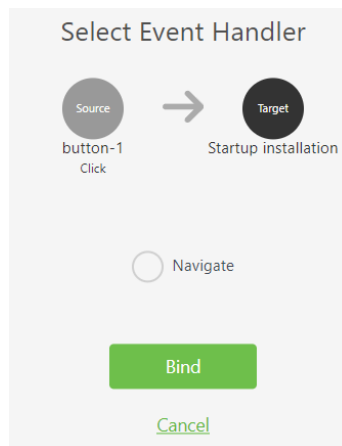 Select Event Handler
Source
Target
button-1
Startup installation
Click
Navigate
Bind
Cancel